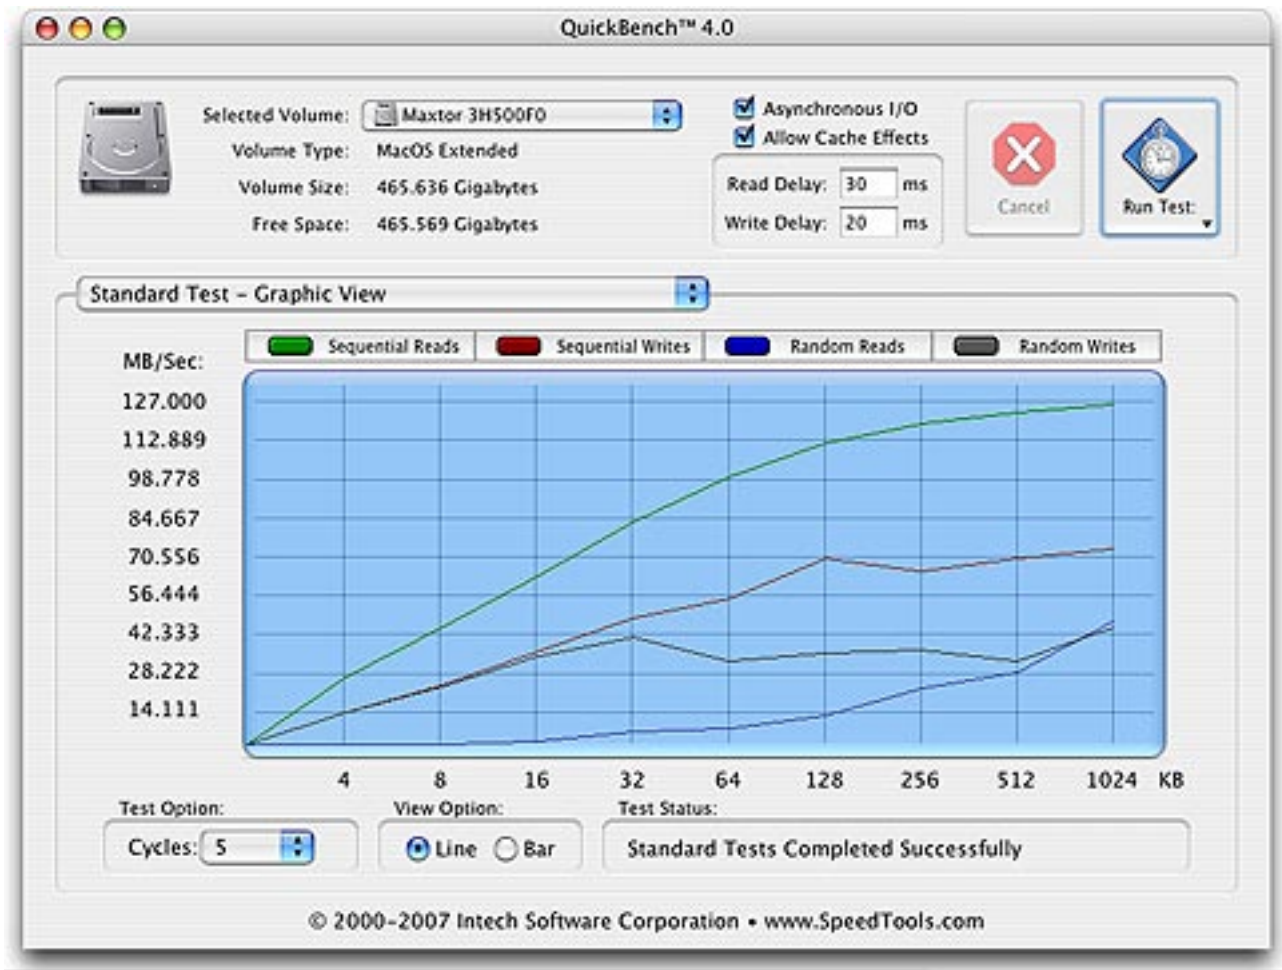 QuickBench™ 4.0
Selected Volume: Maxtor 3H500F0
Volume Type: MacOS Extended
Volume Size: 465.636 Gigabytes
Free Space: 465.569 Gigabytes
Asynchronous I/O
Allow Cache Effects
Read Delay: 30 ms
Write Delay: 20 ms
Cancel
Run Test:
Standard Test – Graphic View
MB/Sec:
Sequential Reads
Sequential Writes
Random Reads
Random Writes
127.000
112.889
98.778
84.667
70.556
56.444
42.333
28.222
14.111
4 8 16 32 64 128 256 512 1024 KB
Test Option:
Cycles: 5
View Option:
Line Bar
Test Status:
Standard Tests Completed Successfully
© 2000–2007 Intech Software Corporation • www.SpeedTools.com